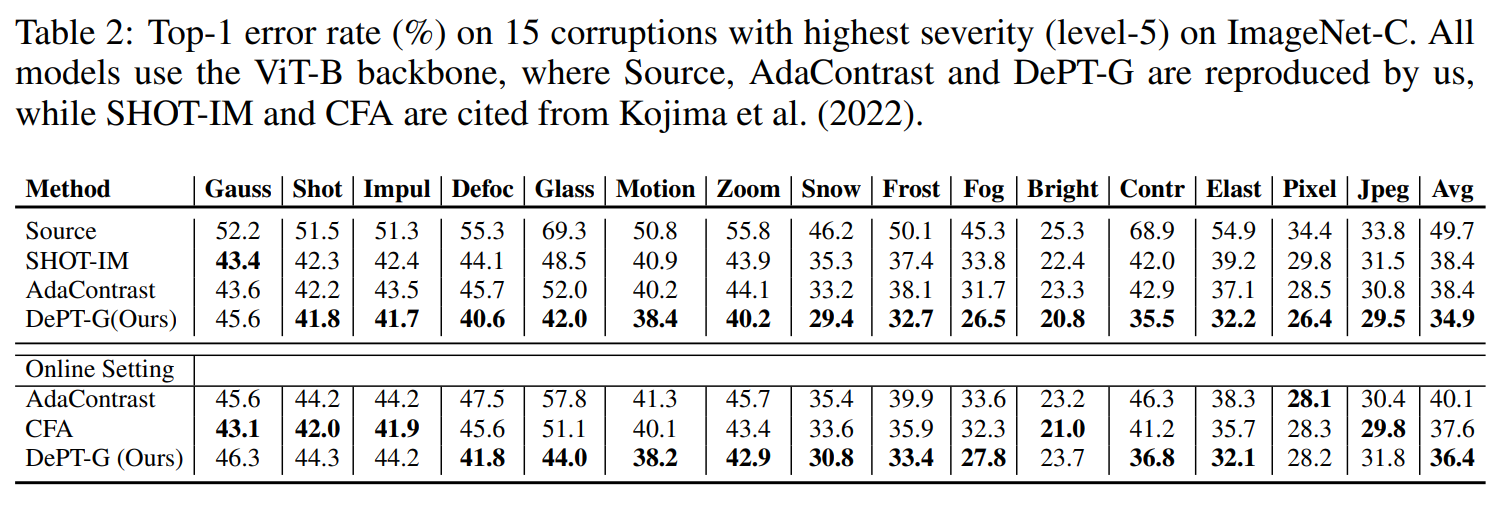 Table 2: Top-1 error rate (%) on 15 corruptions with highest severity (level-5) on ImageNet-C. All
models use the ViT-B backbone, where Source, AdaContrast and DePT-G are reproduced by us,
while SHOT-IM and CFA are cited from Kojima et al. (2022).
Method Gauss Shot Impul Defoc Glass Motion Zoom Snow Frost Fog Bright Contr Elast Pixel Jpeg Avg
Source 52.2 51.5 51.3 55.3 69.3 50.8 55.8 46.2 50.1 45.3 25.3 68.9 54.9 34.4 33.8 49.7
SHOT-IM 43.4 42.3 42.4 44.1 48.5 40.9 43.9 35.3 37.4 33.8 22.4 42.0 39.2 29.8 31.5 38.4
AdaContrast 43.6 42.2 43.5 45.7 52.0 40.2 44.1 33.2 38.1 31.7 23.3 42.9 37.1 28.5 30.8 38.4
DePT-G(Ours) 45.6 41.8 41.7 40.6 42.0 38.4 40.2 29.4 32.7 26.5 20.8 35.5 32.2 26.4 29.5 34.9
Online Setting
AdaContrast 45.6 44.2 44.2 47.5 57.8 41.3 45.7 35.4 39.9 33.6 23.2 46.3 38.3 28.1 30.4 40.1
CFA 43.1 42.0 41.9 45.6 51.1 40.1 43.4 33.6 35.9 32.3 21.0 41.2 35.7 28.3 29.8 37.6
DePT-G (Ours) 46.3 44.3 44.2 41.8 44.0 38.2 42.9 30.8 33.4 27.8 23.7 36.8 32.1 28.2 31.8 36.4